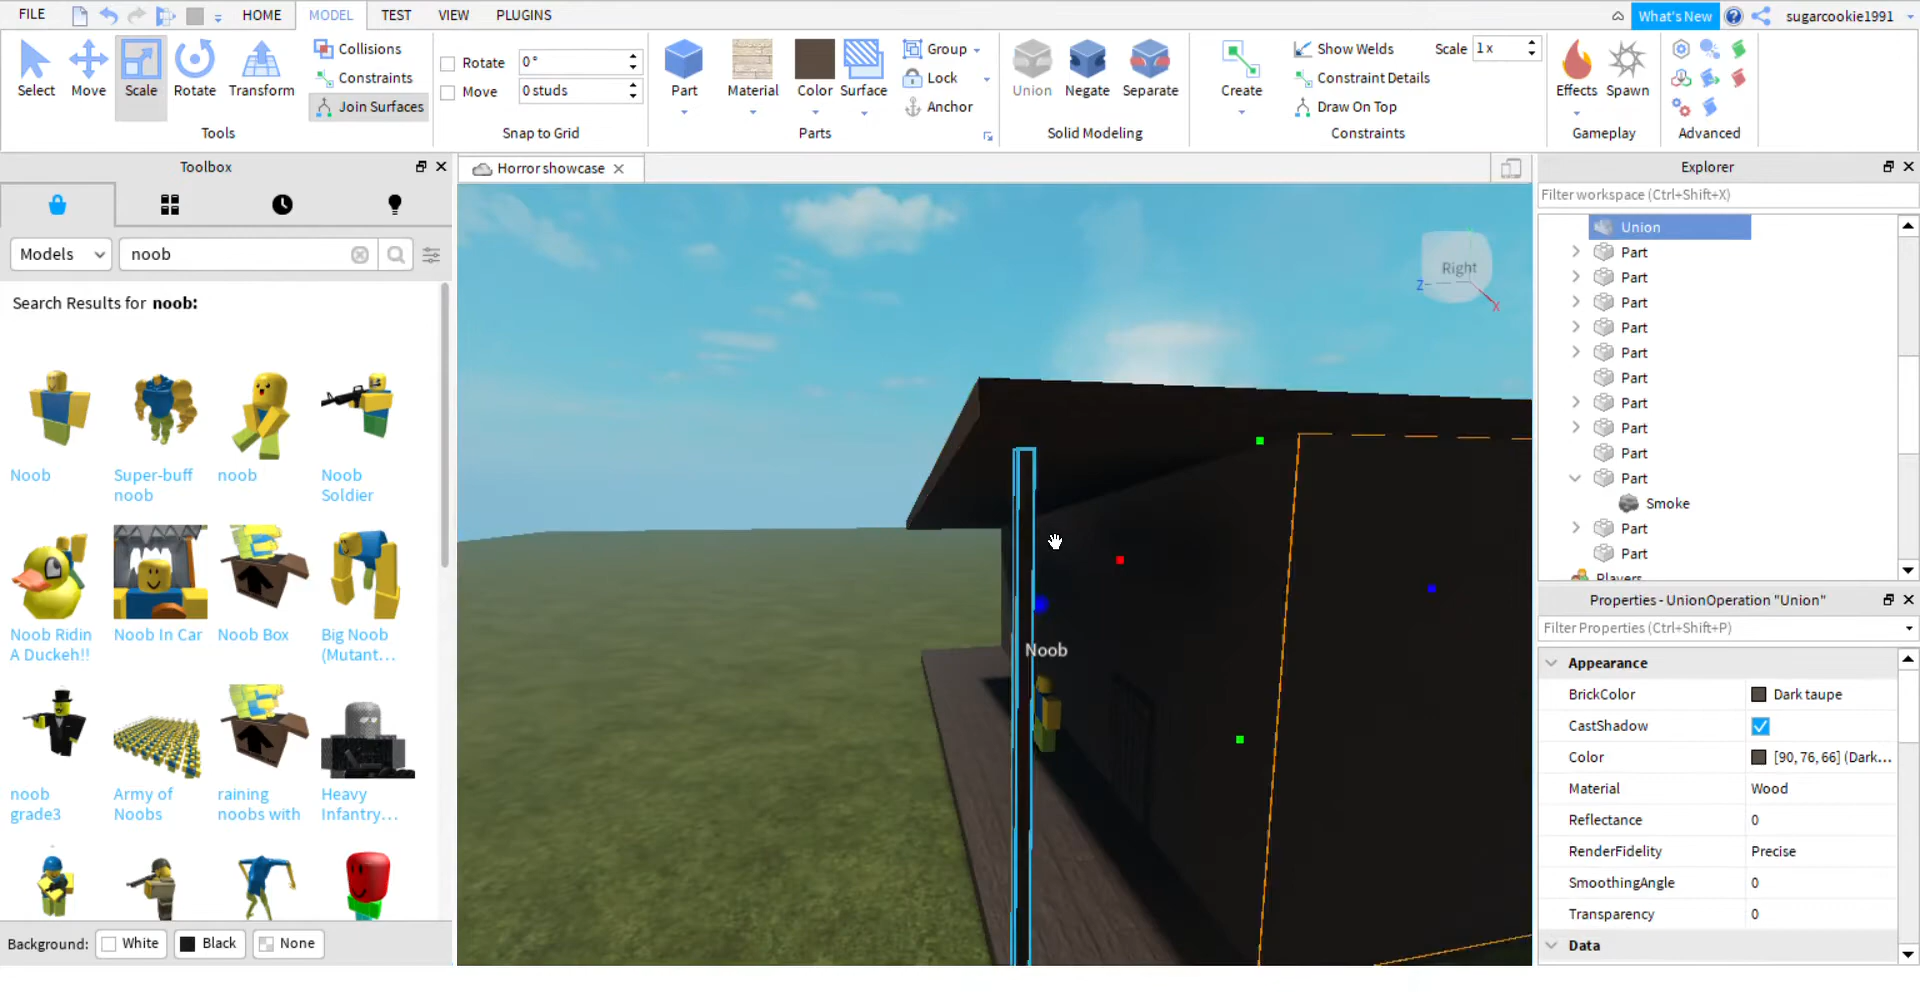 FILE
HOME
MODEL
TEST
VIEW
PLUGINS
What's New
sugarcookie1991
Select
Move
Scale
Rotate
Transform
Collisions
Constraints
Join Surfaces
Tools
Rotate
0 °
Move
0 studs
Snap to Grid
Part
Material
Color
Surface
Group
Lock
Anchor
Parts
Union
Negate
Separate
Solid Modeling
Create
Show Welds
Scale
1 x
Constraint Details
Draw On Top
Constraints
Effects
Spawn
Gameplay
Advanced
Toolbox
Models
noob
Search Results for noob:
Noob
Super-buff
noob
noob
Noob
Soldier
Noob Ridin
A Duckeh!!
Noob In Car
Noob Box
Big Noob
(Mutant...
noob
grade3
Army of
Noobs
raining
noobs with
Heavy
Infantry...
Background:
White
Black
None
Horror showcase
Right
Z
X
Noob
Explorer
Filter workspace (Ctrl+Shift+X)
Union
Part
Part
Part
Part
Part
Part
Part
Part
Part
Part
Smoke
Part
Part
Players
Properties - UnionOperation "Union"
Filter Properties (Ctrl+Shift+P)
Appearance
BrickColor
Dark taupe
CastShadow
Color
[90, 76, 66] (Dark...
Material
Wood
Reflectance
0
RenderFidelity
Precise
SmoothingAngle
0
Transparency
0
Data